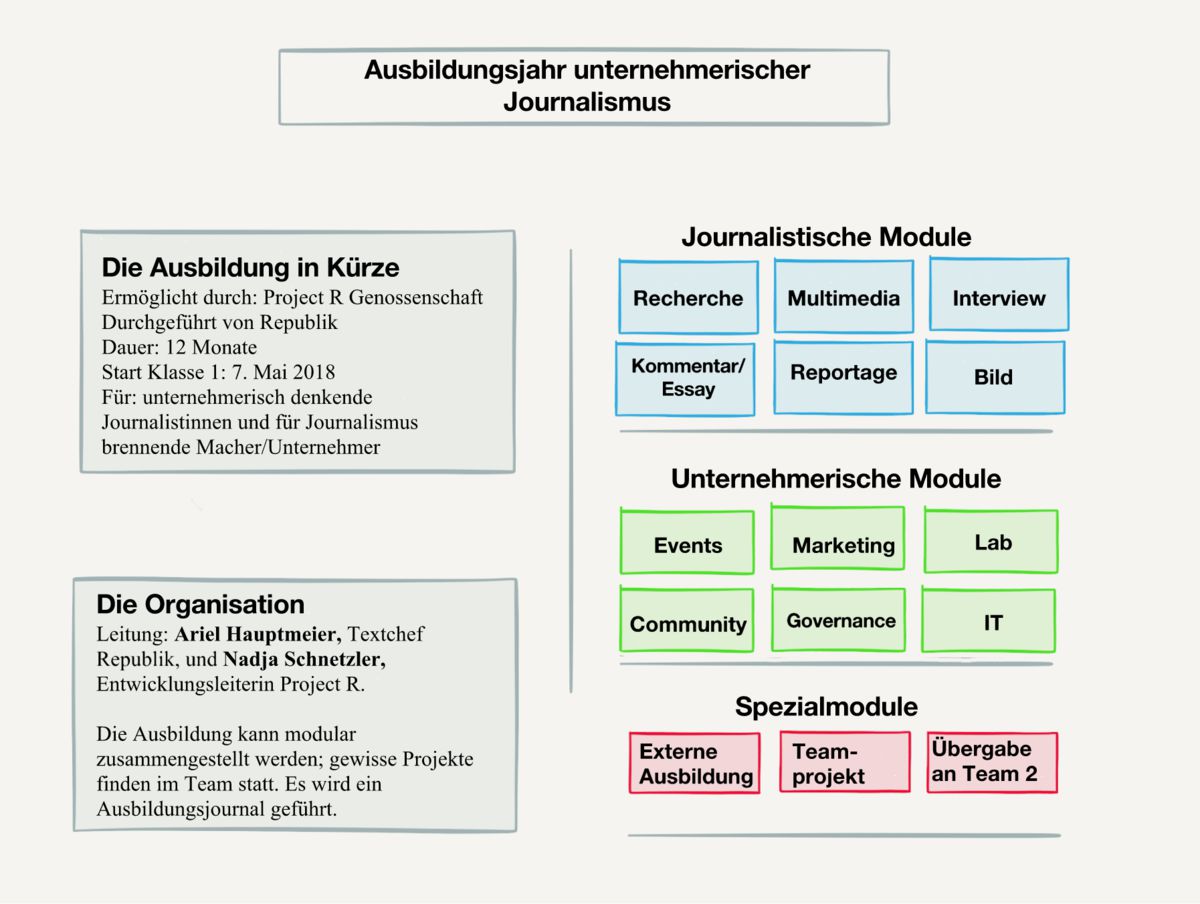 Ausbildungsjahr unternehmerischer
Journalismus
Die Ausbildung in Kürze
Ermöglicht durch: Project R Genossenschaft
Durchgeführt von Republik
Dauer: 12 Monate
Start Klasse 1: 7. Mai 2018
Für: unternehmerisch denkende
Journalistinnen und für Journalismus
brennende Macher/Unternehmer
Die Organisation
Leitung: Ariel Hauptmeier, Textchef
Republik, und Nadja Schnetzler,
Entwicklungsleiterin Project R.
Die Ausbildung kann modular
zusammengestellt werden; gewisse Projekte
finden im Team statt. Es wird ein
Ausbildungsjournal geführt.
Journalistische Module
Recherche
Multimedia
Interview
Kommentar/
Essay
Reportage
Bild
Unternehmerische Module
Events
Marketing
Lab
Community
Governance
IT
Spezialmodule
Externe
Ausbildung
Team-
projekt
Übergabe
an Team 2